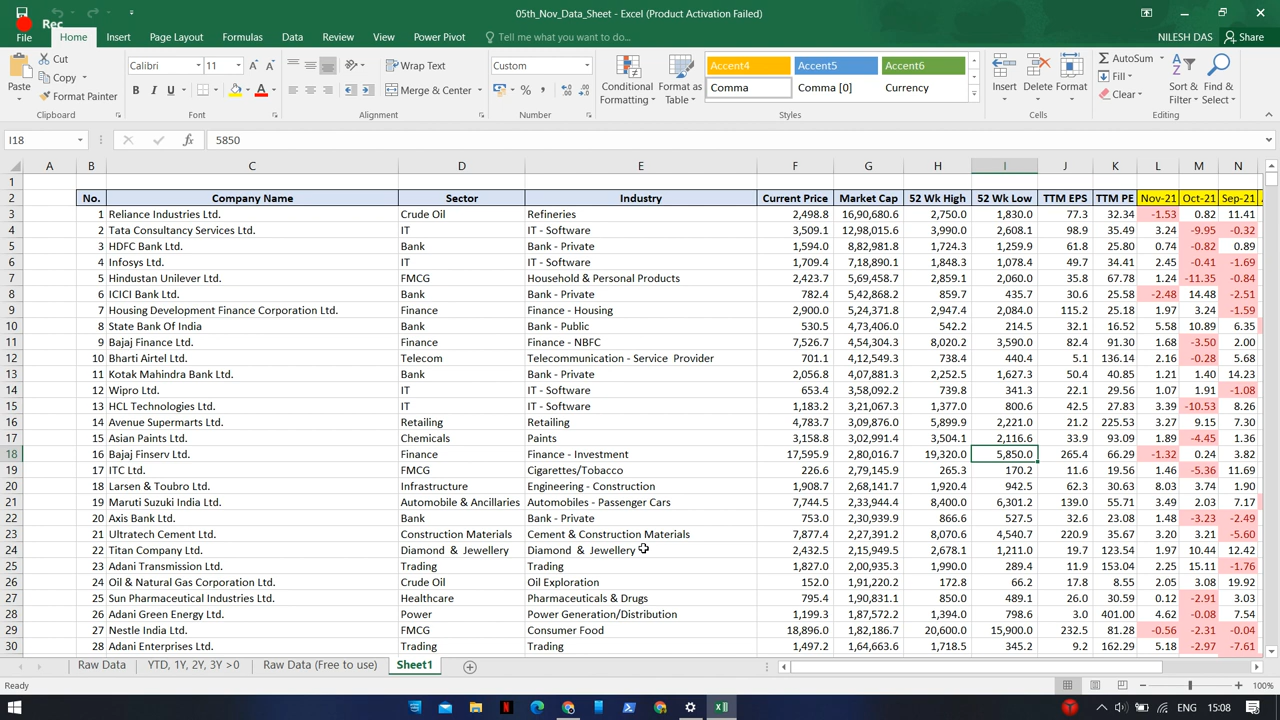 Rec
05th_Nov_Data_Sheet - Excel (Product Activation Failed)
File Home Insert Page Layout Formulas Data Review View Power Pivot Tell me what you want to do... NILESH DAS Share
Paste Cut Copy Format Painter
Calibri 11 Wrap Text Merge & Center Custom
Conditional Formatting Format as Table Accent4 Accent5 Accent6 Comma Comma [0] Currency
Insert Delete Format AutoSum Fill Clear Sort & Filter Find & Select
Clipboard Font Alignment Number Styles Cells Editing
I18 fx 5850
A B C D E F G H I J K L M N
1
2 No. Company Name Sector Industry Current Price Market Cap 52 Wk High 52 Wk Low TTM EPS TTM PE Nov-21 Oct-21 Sep-21
3 1 Reliance Industries Ltd. Crude Oil Refineries 2,498.8 16,90,680.6 2,750.0 1,830.0 77.3 32.34 -1.53 0.82 11.41
4 2 Tata Consultancy Services Ltd. IT IT - Software 3,509.1 12,98,015.6 3,990.0 2,608.1 98.9 35.49 3.24 -9.95 -0.32
5 3 HDFC Bank Ltd. Bank Bank - Private 1,594.0 8,82,981.8 1,724.3 1,259.9 61.8 25.80 0.74 -0.82 0.89
6 4 Infosys Ltd. IT IT - Software 1,709.4 7,18,890.1 1,848.3 1,078.4 49.7 34.41 2.45 -0.41 -1.69
7 5 Hindustan Unilever Ltd. FMCG Household & Personal Products 2,423.7 5,69,458.7 2,859.1 2,060.0 35.8 67.78 1.24 -11.35 -0.84
8 6 ICICI Bank Ltd. Bank Bank - Private 782.4 5,42,868.2 859.7 435.7 30.6 25.58 -2.48 14.48 -2.51
9 7 Housing Development Finance Corporation Ltd. Finance Finance - Housing 2,900.0 5,24,371.8 2,947.4 2,084.0 115.2 25.18 1.97 3.24 -1.59
10 8 State Bank Of India Bank Bank - Public 530.5 4,73,406.0 542.2 214.5 32.1 16.52 5.58 10.89 6.35
11 9 Bajaj Finance Ltd. Finance Finance - NBFC 7,526.7 4,54,304.3 8,020.2 3,590.0 82.4 91.30 1.68 -3.50 2.00
12 10 Bharti Airtel Ltd. Telecom Telecommunication - Service Provider 701.1 4,12,549.3 738.4 440.4 5.1 136.14 2.16 -0.28 5.68
13 11 Kotak Mahindra Bank Ltd. Bank Bank - Private 2,056.8 4,07,881.3 2,252.5 1,627.3 50.4 40.85 1.21 1.40 14.23
14 12 Wipro Ltd. IT IT - Software 653.4 3,58,092.2 739.8 341.3 22.1 29.56 1.07 1.91 -1.08
15 13 HCL Technologies Ltd. IT IT - Software 1,183.2 3,21,067.3 1,377.0 800.6 42.5 27.83 3.39 -10.53 8.26
16 14 Avenue Supermarts Ltd. Retailing Retailing 4,783.7 3,09,876.0 5,899.9 2,221.0 21.2 225.53 3.27 9.15 7.30
17 15 Asian Paints Ltd. Chemicals Paints 3,158.8 3,02,991.4 3,504.1 2,116.6 33.9 93.09 1.89 -4.45 1.36
18 16 Bajaj Finserv Ltd. Finance Finance - Investment 17,595.9 2,80,016.7 19,320.0 5,850.0 265.4 66.29 -1.32 0.24 3.82
19 17 ITC Ltd. FMCG Cigarettes/Tobacco 226.6 2,79,145.9 265.3 170.2 11.6 19.56 1.46 -5.36 11.69
20 18 Larsen & Toubro Ltd. Infrastructure Engineering - Construction 1,908.7 2,68,141.7 1,920.4 942.5 62.3 30.63 8.03 3.74 1.90
21 19 Maruti Suzuki India Ltd. Automobile & Ancillaries Automobiles - Passenger Cars 7,744.5 2,33,944.4 8,400.0 6,301.2 139.0 55.71 3.49 2.03 7.17
22 20 Axis Bank Ltd. Bank Bank - Private 753.0 2,30,939.9 866.6 527.5 32.6 23.08 1.48 -3.23 -2.49
23 21 Ultratech Cement Ltd. Construction Materials Cement & Construction Materials 7,877.4 2,27,391.2 8,070.6 4,540.7 220.9 35.67 3.20 3.21 -5.60
24 22 Titan Company Ltd. Diamond & Jewellery Diamond & Jewellery 2,432.5 2,15,949.5 2,678.1 1,211.0 19.7 123.54 1.97 10.44 12.42
25 23 Adani Transmission Ltd. Trading Trading 1,827.0 2,00,935.3 1,990.0 289.4 11.9 153.04 2.25 15.11 -1.76
26 24 Oil & Natural Gas Corporation Ltd. Crude Oil Oil Exploration 152.0 1,91,220.2 172.8 66.2 17.8 8.55 2.05 3.08 19.92
27 25 Sun Pharmaceutical Industries Ltd. Healthcare Pharmaceuticals & Drugs 795.4 1,90,831.1 850.0 489.1 26.0 30.59 0.12 -2.91 3.03
28 26 Adani Green Energy Ltd. Power Power Generation/Distribution 1,199.3 1,87,572.2 1,394.0 798.6 3.0 401.00 4.62 -0.08 7.54
29 27 Nestle India Ltd. FMCG Consumer Food 18,896.0 1,82,186.7 20,600.0 15,900.0 232.5 81.28 -0.56 -2.31 -0.04
30 28 Adani Enterprises Ltd. Trading Trading 1,497.2 1,64,663.6 1,718.5 345.2 9.2 162.29 5.18 -2.97 -7.61
Raw Data YTD, 1Y, 2Y, 3Y >0 Raw Data (Free to use) Sheet1
Ready 100%
ENG 15:08